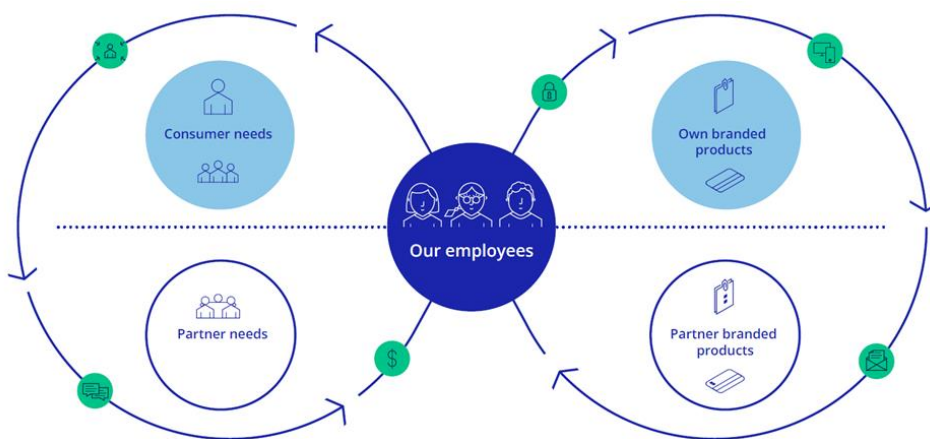 Consumer needs
Own branded
products
Our employees
Partner needs
Partner branded
products
$